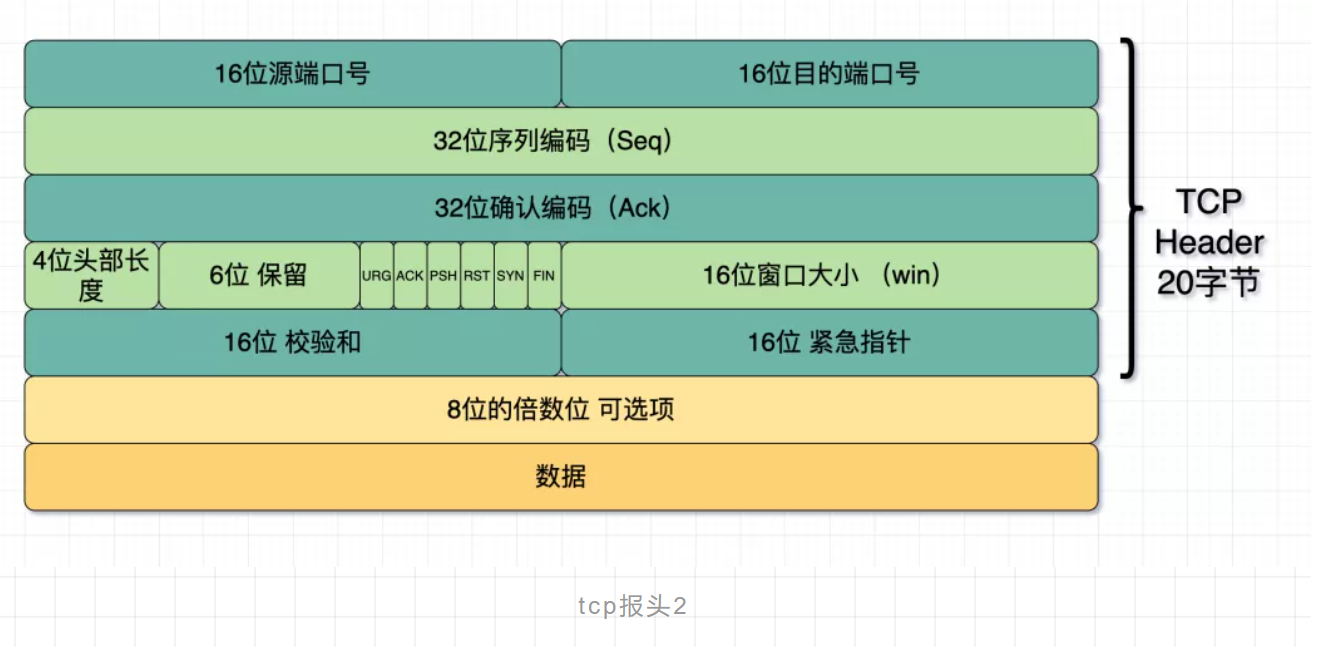 16位源端口号 16位目的端口号
32位序列编码（Seq）
32位确认编码（Ack）
4位头部长
度
6位 保留 URG ACK PSH RST SYN FIN 16位窗口大小 （win）
16位 校验和 16位 紧急指针
8位的倍数位 可选项
数据
TCP
Header
20字节
tcp报头2